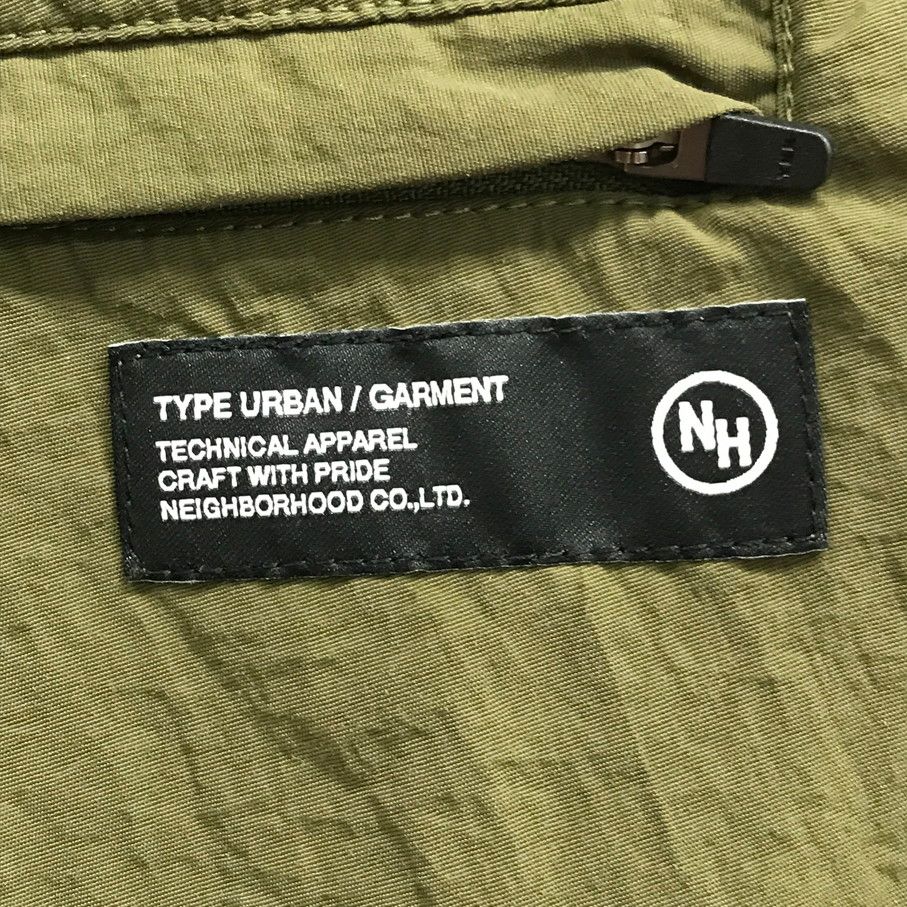 TYPE URBAN / GARMENT
TECHNICAL APPAREL
CRAFT WITH PRIDE
NEIGHBORHOOD CO.,LTD.
NH